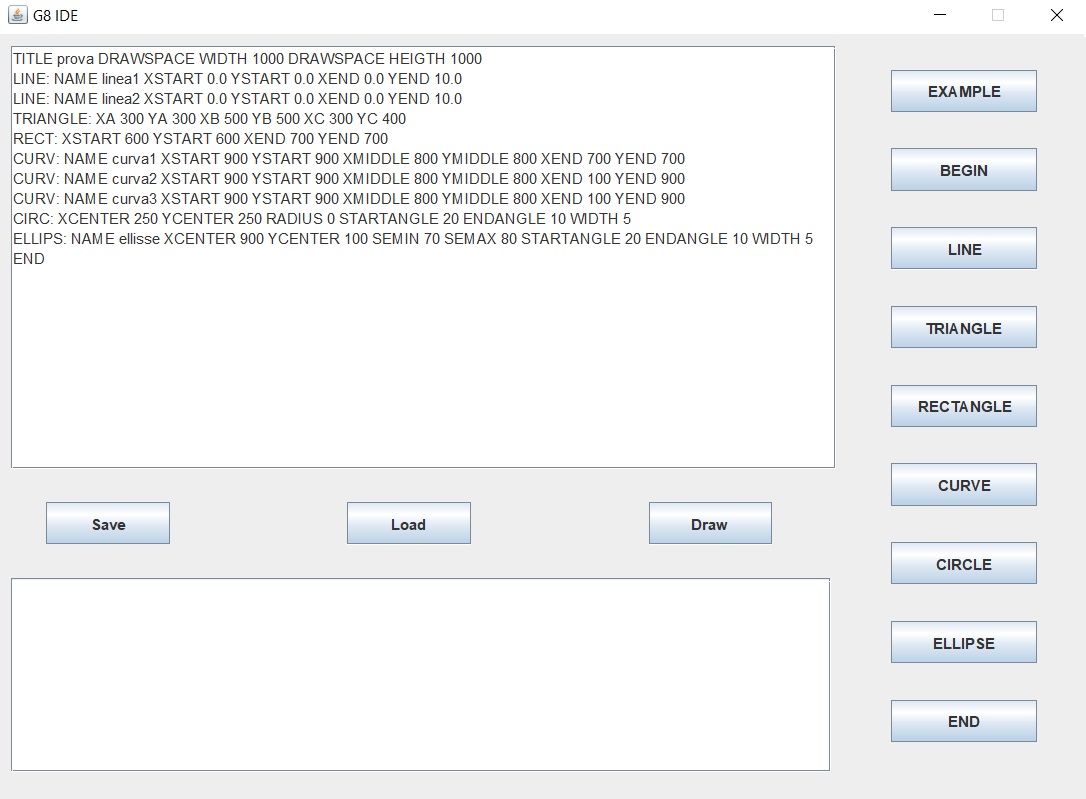 G8 IDE
TITLE prova DRAWSPACE WIDTH 1000 DRAWSPACE HEIGTH 1000
LINE: NAME linea1 XSTART 0.0 YSTART 0.0 XEND 0.0 YEND 10.0
LINE: NAME linea2 XSTART 0.0 YSTART 0.0 XEND 0.0 YEND 10.0
TRIANGLE: XA 300 YA 300 XB 500 YB 500 XC 300 YC 400
RECT: XSTART 600 YSTART 600 XEND 700 YEND 700
CURV: NAME curva1 XSTART 900 YSTART 900 XMIDDLE 800 YMIDDLE 800 XEND 700 YEND 700
CURV: NAME curva2 XSTART 900 YSTART 900 XMIDDLE 800 YMIDDLE 800 XEND 100 YEND 900
CURV: NAME curva3 XSTART 900 YSTART 900 XMIDDLE 800 YMIDDLE 800 XEND 100 YEND 900
CIRC: XCENTER 250 YCENTER 250 RADIUS 0 STARTANGLE 20 ENDANGLE 10 WIDTH 5
ELLIPS: NAME ellisse XCENTER 900 YCENTER 100 SEMIN 70 SEMAX 80 STARTANGLE 20 ENDANGLE 10 WIDTH 5
END
Save
Load
Draw
EXAMPLE
BEGIN
LINE
TRIANGLE
RECTANGLE
CURVE
CIRCLE
ELLIPSE
END